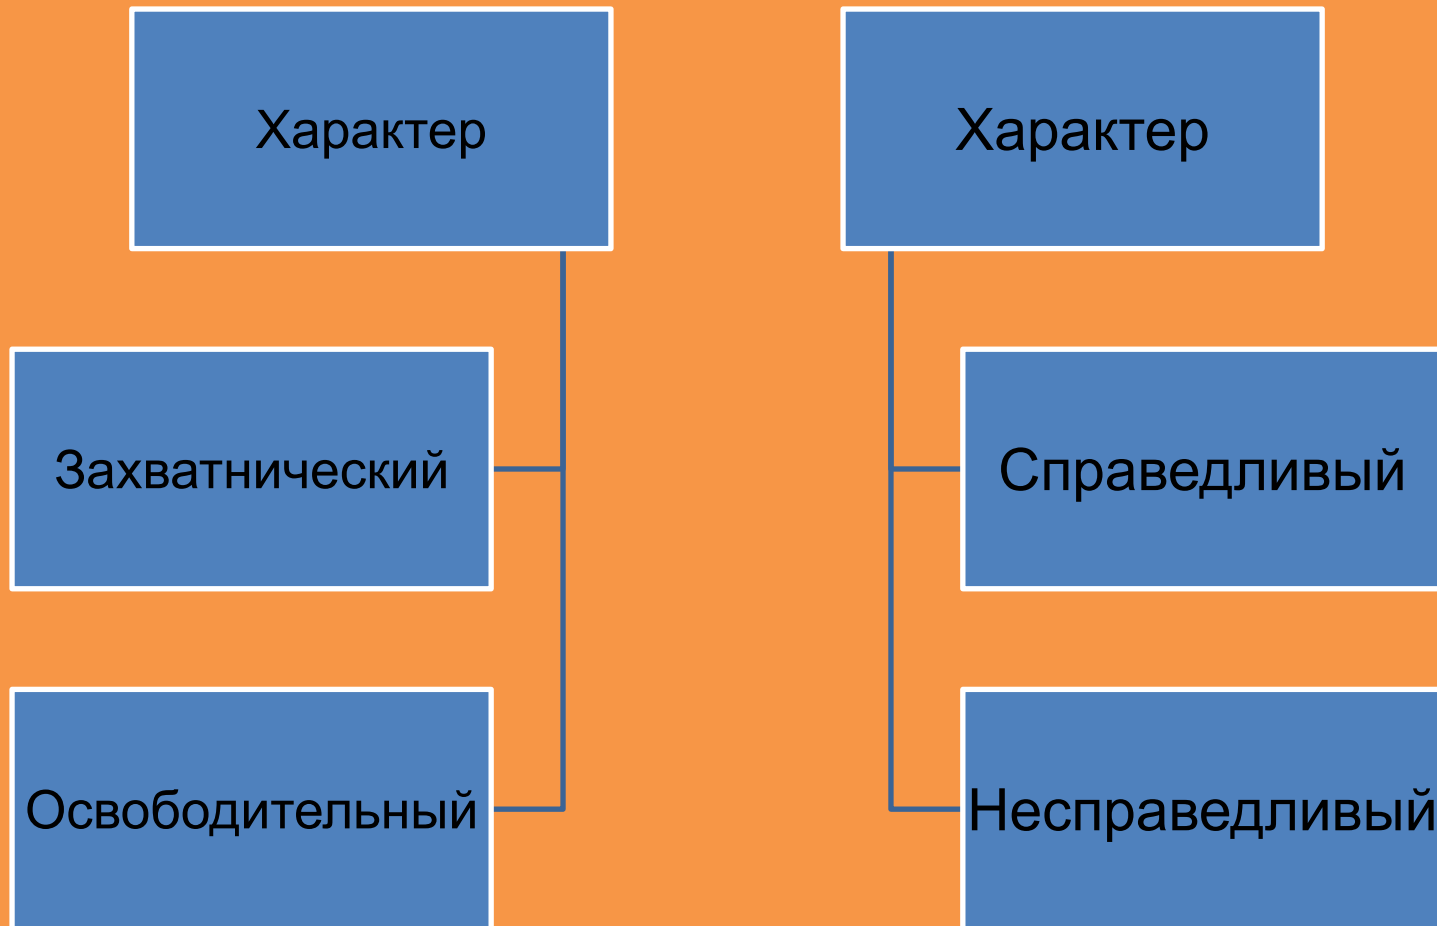 Характер
Захватнический
Освободительный
Характер
Справедливый
Несправедливый